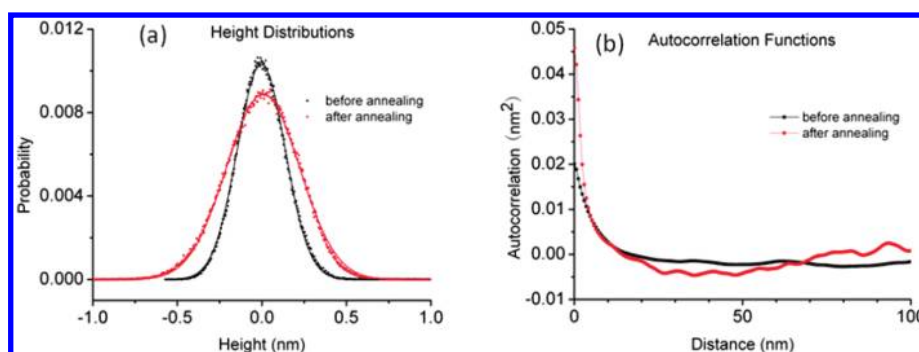 (a)
Height Distributions
before annealing
after annealing
0.012
0.008
0.004
0.000
Probability
-1.0 -0.5 0.0 0.5 1.0
Height (nm)
(b)
Autocorrelation Functions
before annealing
after annealing
0.05
0.04
0.03
0.02
0.01
0.00
-0.01
Autocorrelation (nm²)
0 50 100
Distance (nm)